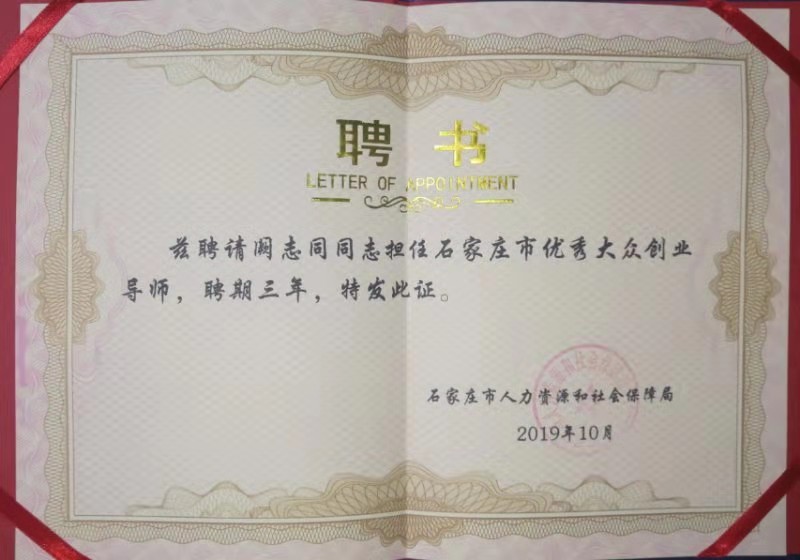 聘书
LETTER OF APPOINTMENT
兹聘请阙志同同志担任石家庄市优秀大众创业
导师，聘期三年，特发此证。
石家庄市人力资源和社会保障局
2019年10月